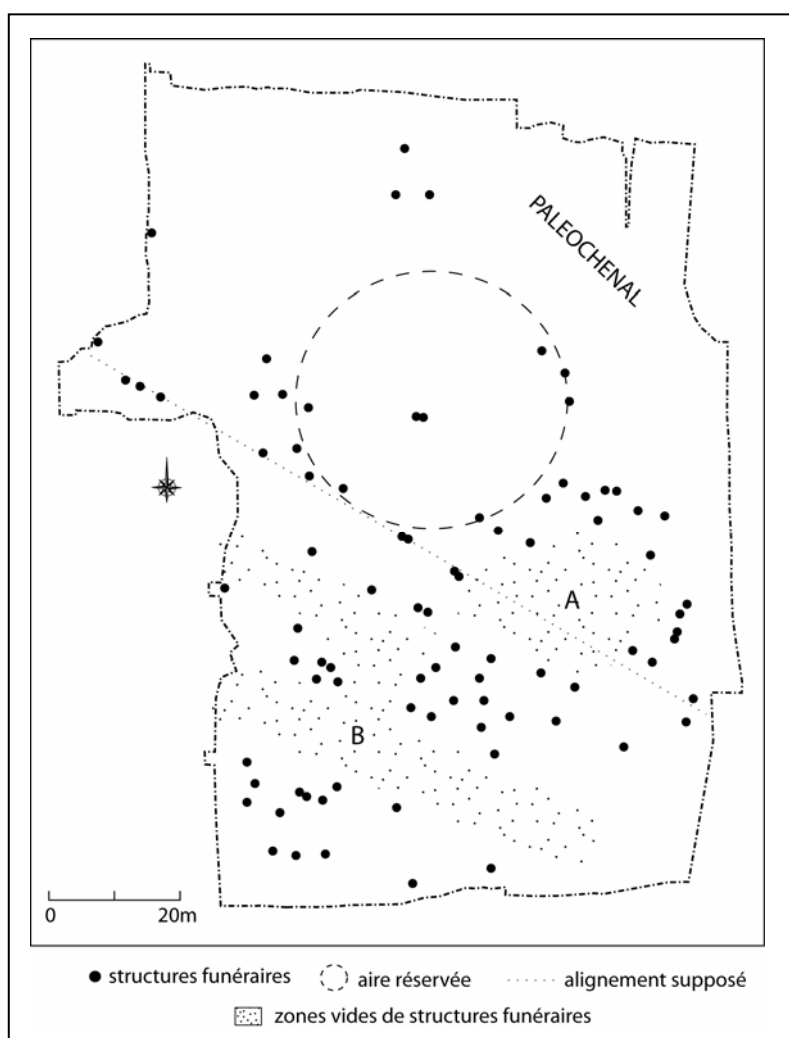 PALEOCHENAL
A
B
0 20m
structures funéraires aire réservée alignement supposé
zones vides de structures funéraires